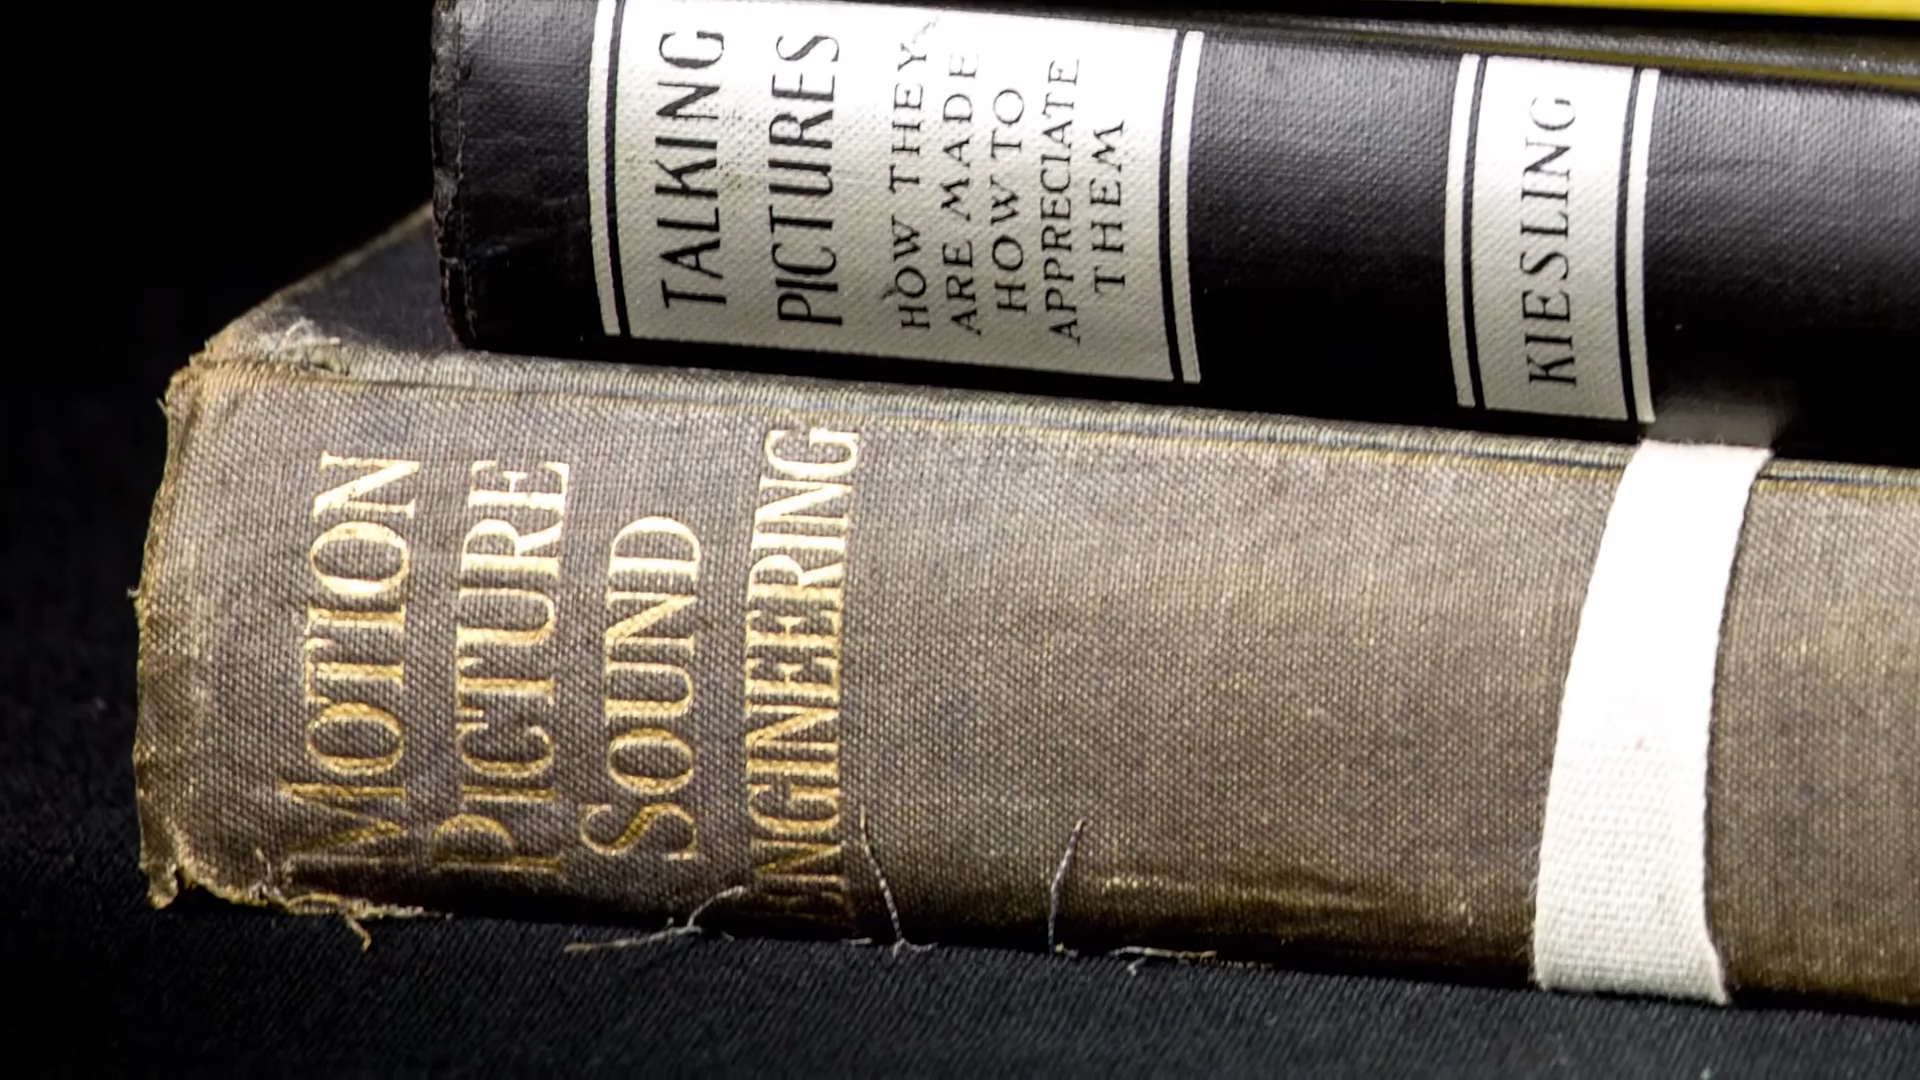 TALKING
PICTURES
HOW THEY
ARE MADE
HOW TO
APPRECIATE
THEM
KIESLING
MOTION
PICTURE
SOUND
ENGINEERING